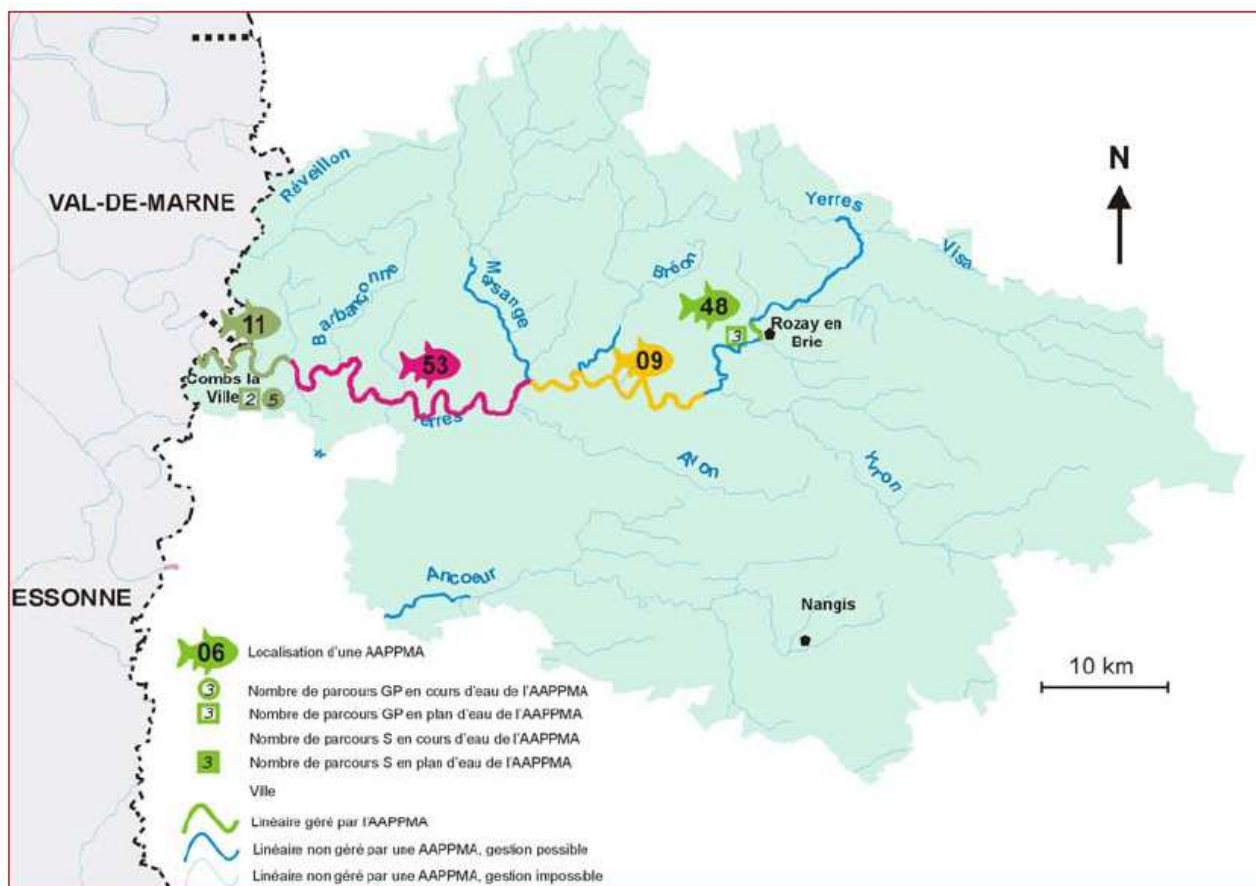 Réveillon
VAL-DE-MARNE
Yerres
N
Visa
Marsange
Bréon
Barbançonne
48
11
3
Rozay en
Brie
53
09
Combs la
Ville
2
5
Yerres
Avon
Yvron
Ancoeur
ESSONNE
Nangis
10 km
06
Localisation d'une AAPPMA
3
Nombre de parcours GP en cours d'eau de l'AAPPMA
3
Nombre de parcours GP en plan d'eau de l'AAPPMA
Nombre de parcours S en cours d'eau de l'AAPPMA
3
Nombre de parcours S en plan d'eau de l'AAPPMA
Ville
Linéaire géré par l'AAPPMA
Linéaire non géré par une AAPPMA, gestion possible
Linéaire non géré par une AAPPMA, gestion impossible